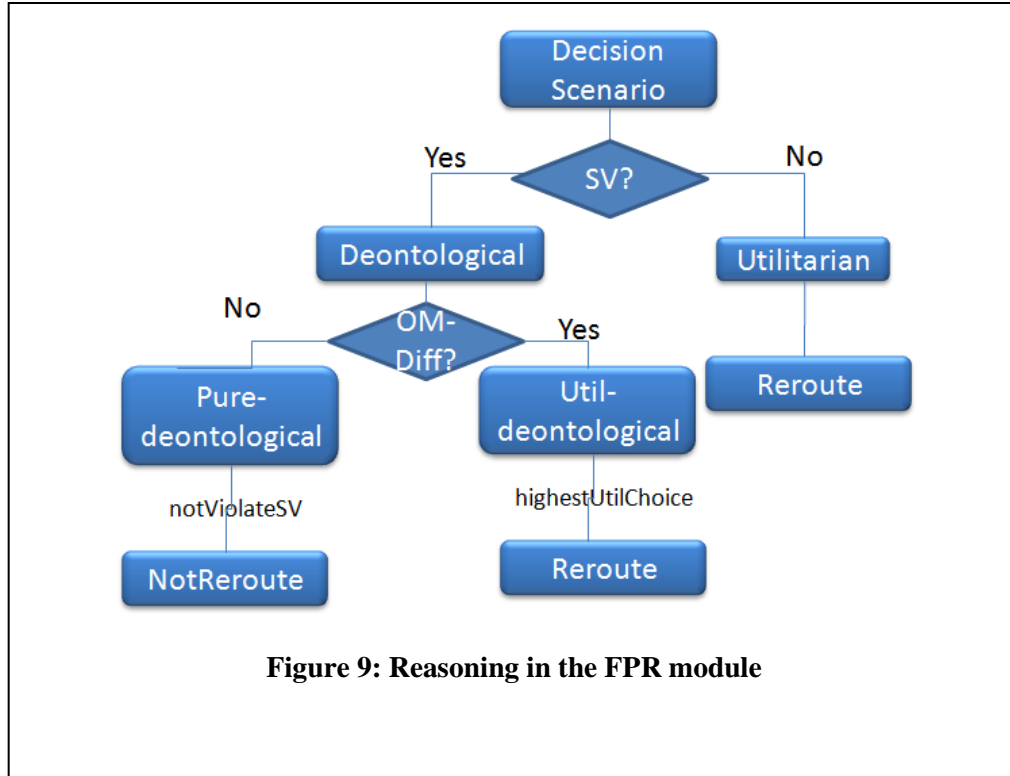 Decision
Scenario
Yes
No
SV?
Deontological
Utilitarian
No
OM-
Diff?
Yes
Pure-
deontological
Util-
deontological
Reroute
notViolateSV
highestUtilChoice
NotReroute
Reroute
Figure 9: Reasoning in the FPR module